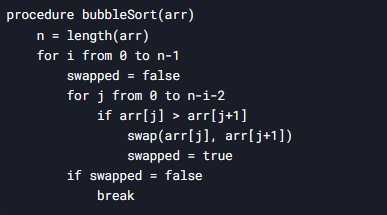 procedure bubbleSort(arr)
    n = length(arr)
    for i from 0 to n-1
        swapped = false
        for j from 0 to n-i-2
            if arr[j] > arr[j+1]
                swap(arr[j], arr[j+1])
                swapped = true
        if swapped = false
            break